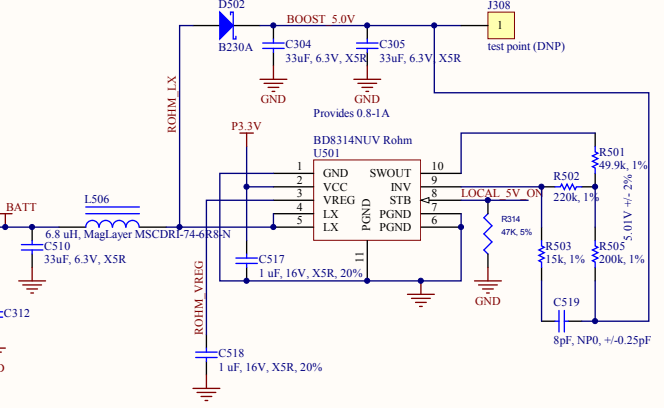 D502
B230A
BOOST_5.0V
J308
1
test point (DNP)
C304
33uF, 6.3V, X5R
C305
33uF, 6.3V, X5R
GND
GND
Provides 0.8-1A
ROHM_LX
P3.3V
BD8314NUV Rohm
U501
1
2
3
4
5
GND
VCC
VREG
LX
LX
PGND
11
SWOUT
INV
STB
PGND
PGND
10
9
8
7
6
LOCAL_5V_ON
R501
49.9k, 1%
R502
220k, 1%
5.01V +/- 2%
R314
47K, 5%
GND
R503
15k, 1%
R505
200k, 1%
C519
8pF, NP0, +/-0.25pF
BATT
L506
6.8 uH, MagLayer MSCDRI-74-6R8-N
C510
33uF, 6.3V, X5R
C312
C517
1 uF, 16V, X5R, 20%
ROHM_VREG
C518
1 uF, 16V, X5R, 20%